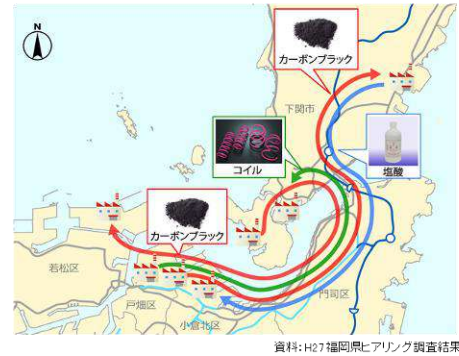 N
カーボンブラック
下関市
コイル
塩酸
カーボンブラック
若松区
戸畑区
小倉北区
門司区
資料:H27福岡県ヒアリング調査結果